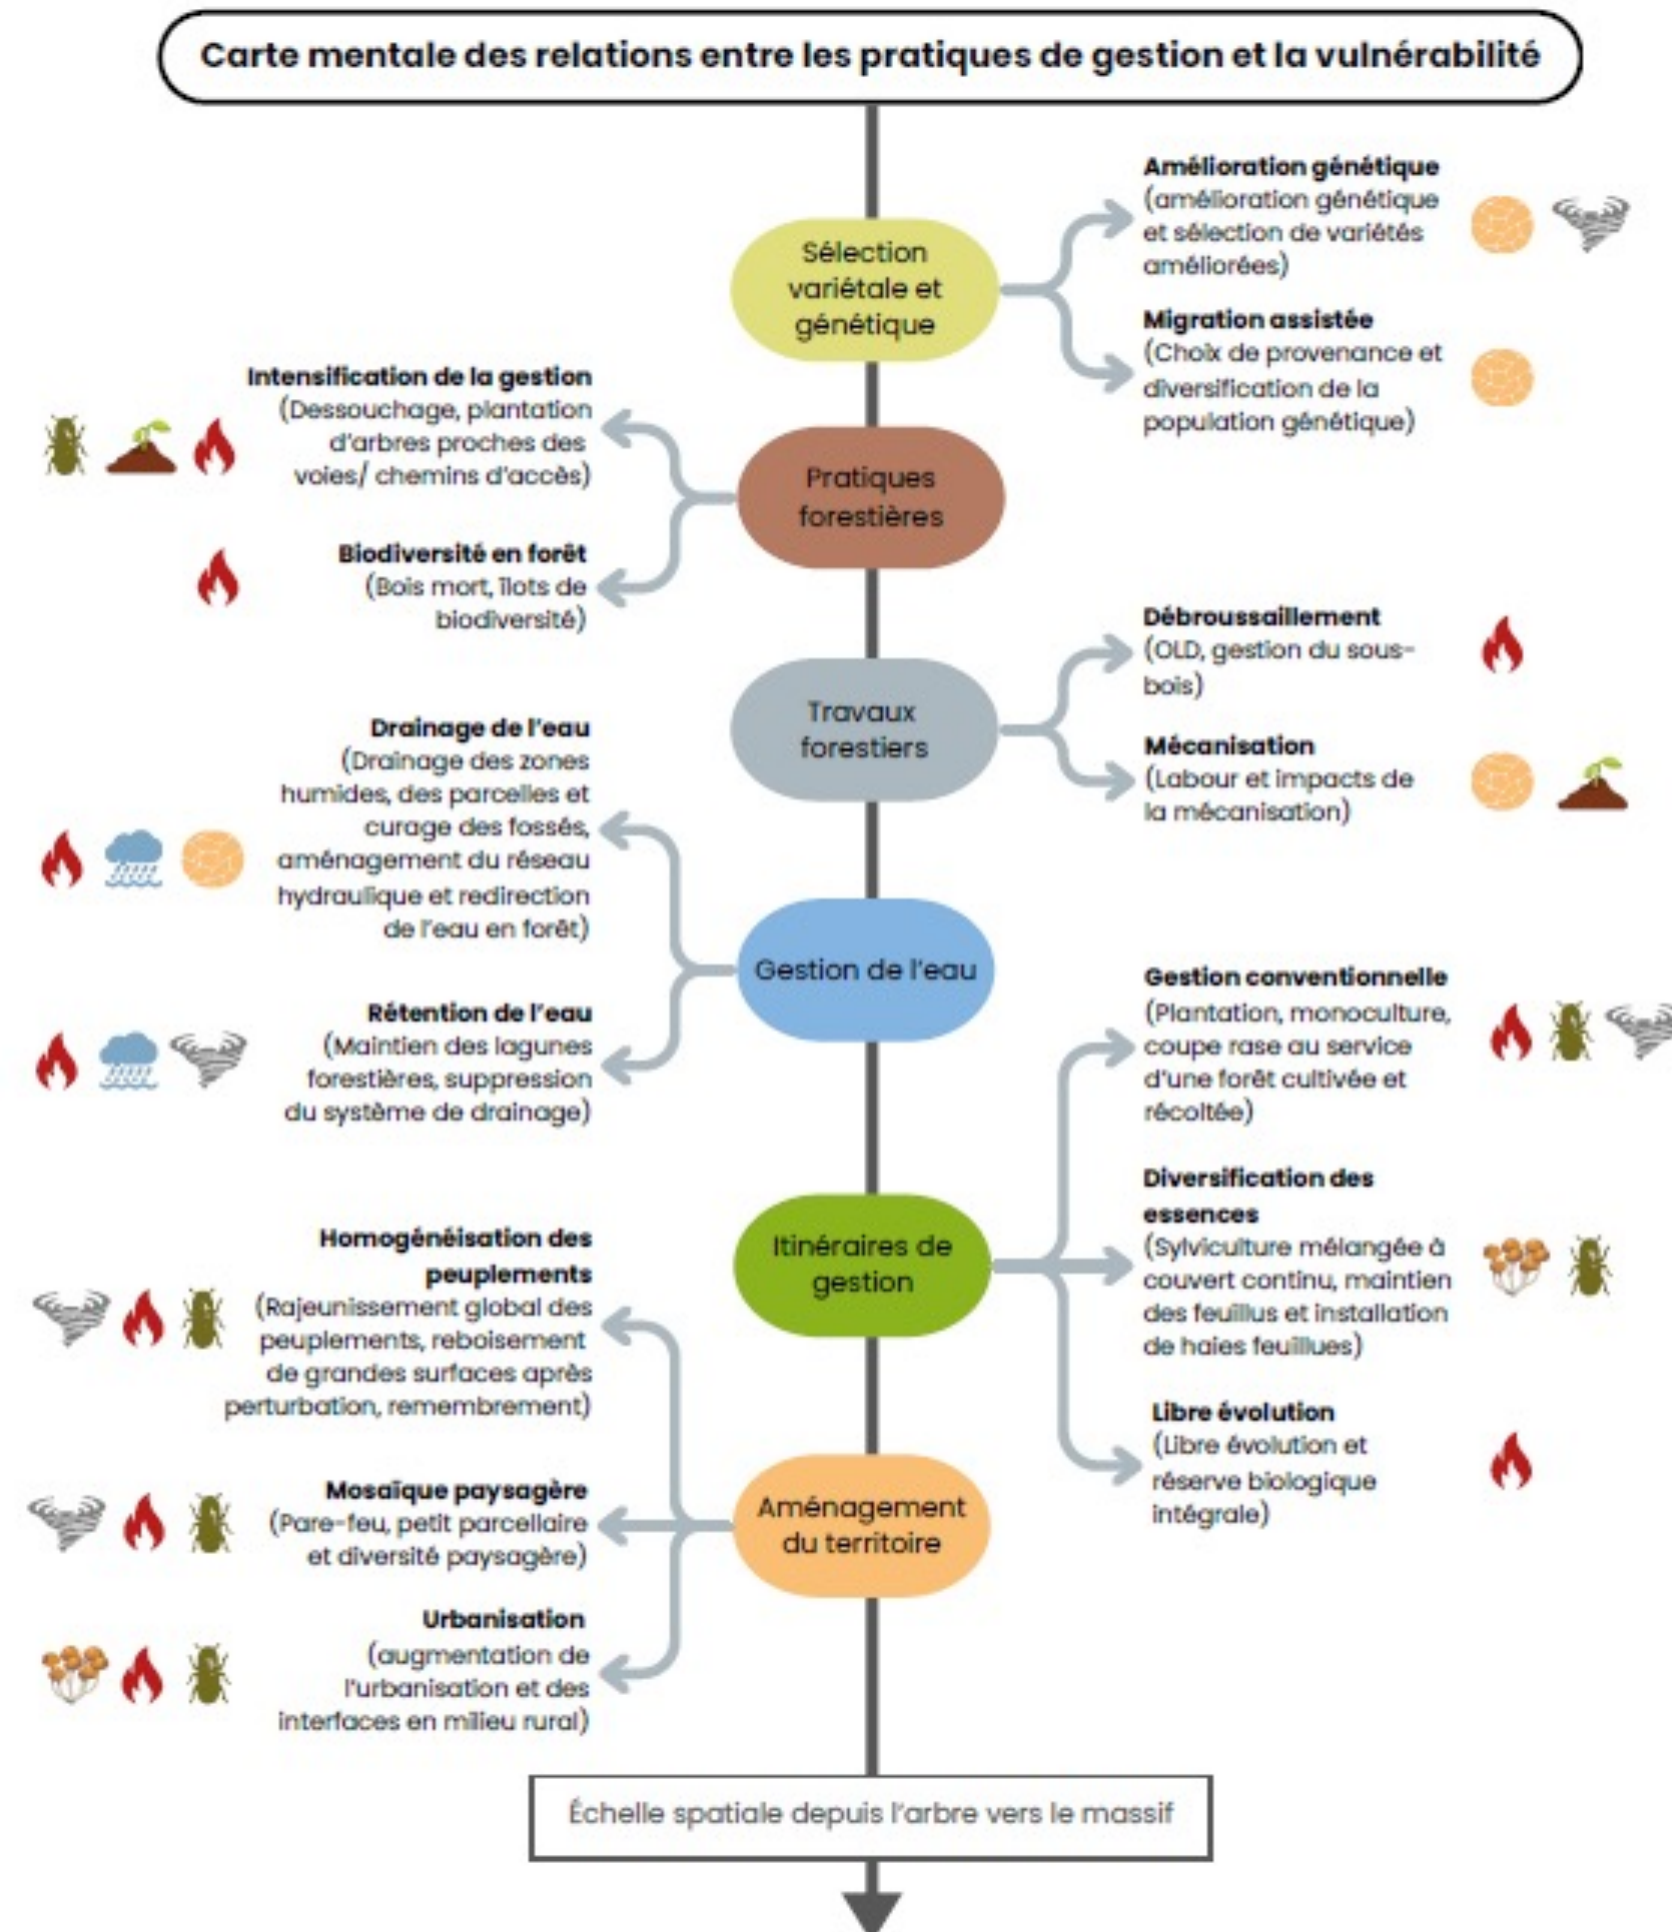 Carte mentale des relations entre les pratiques de gestion et la vulnérabilité
Sélection
variétale et
génétique
Amélioration génétique
(amélioration génétique
et sélection de variétés
améliorées)
Migration assistée
(Choix de provenance et
diversification de la
population génétique)
Pratiques
forestières
Intensification de la gestion
(Dessouchage, plantation
d'arbres proches des
voies/ chemins d'accès)
Biodiversité en forêt
(Bois mort, îlots de
biodiversité)
Travaux
forestiers
Débroussaillement
(OLD, gestion du sous-
bois)
Mécanisation
(Labour et impacts de
la mécanisation)
Gestion de l'eau
Drainage de l'eau
(Drainage des zones
humides, des parcelles et
curage des fossés,
aménagement du réseau
hydraulique et redirection
de l'eau en forêt)
Rétention de l'eau
(Maintien des lagunes
forestières, suppression
du système de drainage)
Itinéraires de
gestion
Gestion conventionnelle
(Plantation, monoculture,
coupe rase au service
d'une forêt cultivée et
récoltée)
Diversification des
essences
(Sylviculture mélangée à
couvert continu, maintien
des feuillus et installation
de haies feuillues)
Libre évolution
(Libre évolution et
réserve biologique
intégrale)
Aménagement
du territoire
Homogénéisation des
peuplements
(Rajeunissement global des
peuplements, reboisement
de grandes surfaces après
perturbation, remembrement)
Mosaïque paysagère
(Pare-feu, petit parcellaire
et diversité paysagère)
Urbanisation
(augmentation de
l'urbanisation et des
interfaces en milieu rural)
Échelle spatiale depuis l'arbre vers le massif